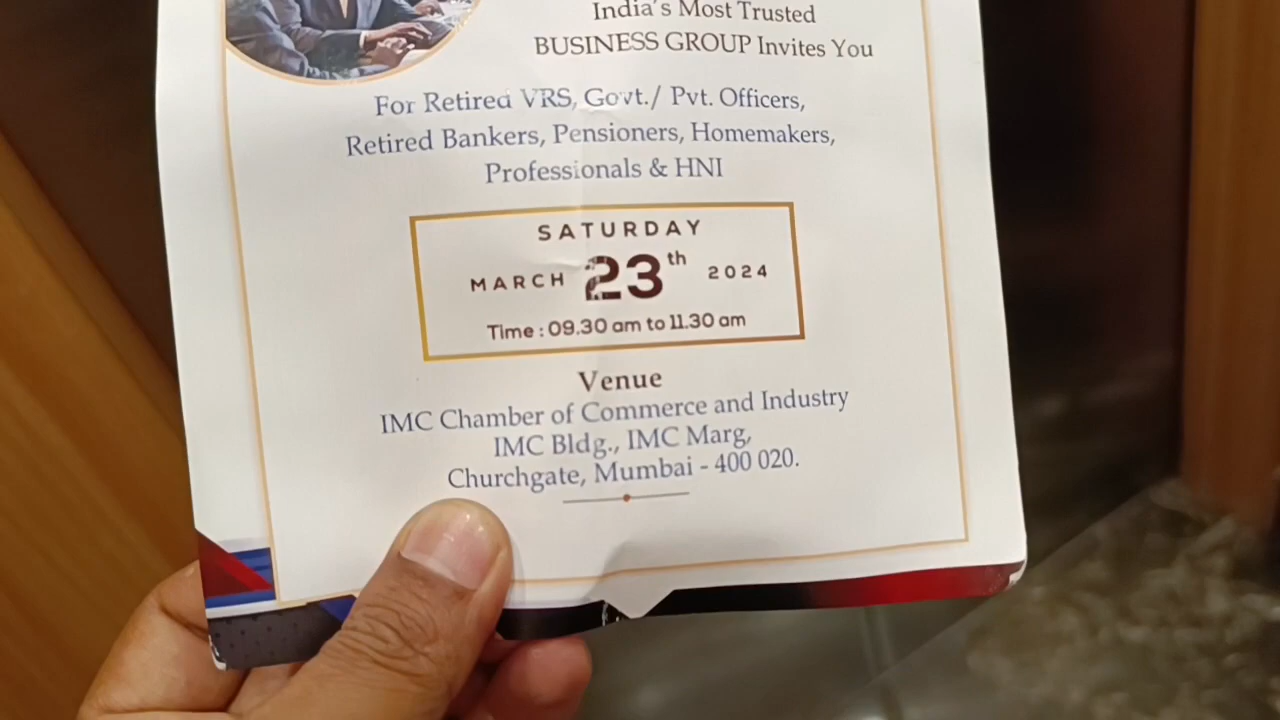 India's Most Trusted
BUSINESS GROUP Invites You
For Retired VRS, Govt./ Pvt. Officers,
Retired Bankers, Pensioners, Homemakers,
Professionals & HNI
SATURDAY
MARCH 23th 2024
Time : 09.30 am to 11.30 am
Venue
IMC Chamber of Commerce and Industry
IMC Bldg., IMC Marg,
Churchgate, Mumbai - 400 020.